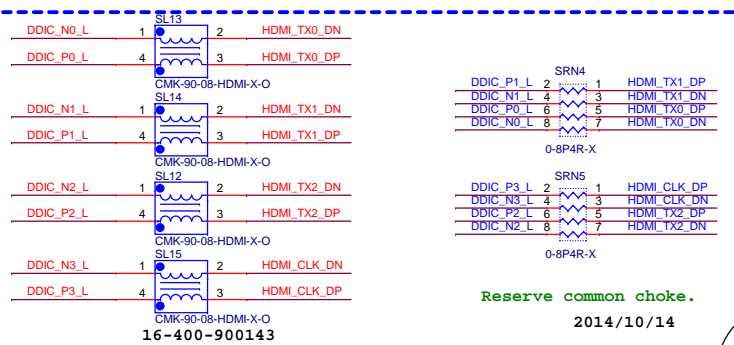 SL13
DDIC_N0_L 1 2 HDMI_TX0_DN
DDIC_P0_L 4 3 HDMI_TX0_DP
CMK-90-08-HDMI-X-O
SL14
DDIC_N1_L 1 2 HDMI_TX1_DN
DDIC_P1_L 4 3 HDMI_TX1_DP
CMK-90-08-HDMI-X-O
SL12
DDIC_N2_L 1 2 HDMI_TX2_DN
DDIC_P2_L 4 3 HDMI_TX2_DP
CMK-90-08-HDMI-X-O
SL15
DDIC_N3_L 1 2 HDMI_CLK_DN
DDIC_P3_L 4 3 HDMI_CLK_DP
CMK-90-08-HDMI-X-O
16-400-900143
SRN4
DDIC_P1_L 2 1 HDMI_TX1_DP
DDIC_N1_L 4 3 HDMI_TX1_DN
DDIC_P0_L 6 5 HDMI_TX0_DP
DDIC_N0_L 8 7 HDMI_TX0_DN
0-8P4R-X
SRN5
DDIC_P3_L 2 1 HDMI_CLK_DP
DDIC_N3_L 4 3 HDMI_CLK_DN
DDIC_P2_L 6 5 HDMI_TX2_DP
DDIC_N2_L 8 7 HDMI_TX2_DN
0-8P4R-X
Reserve common choke.
2014/10/14